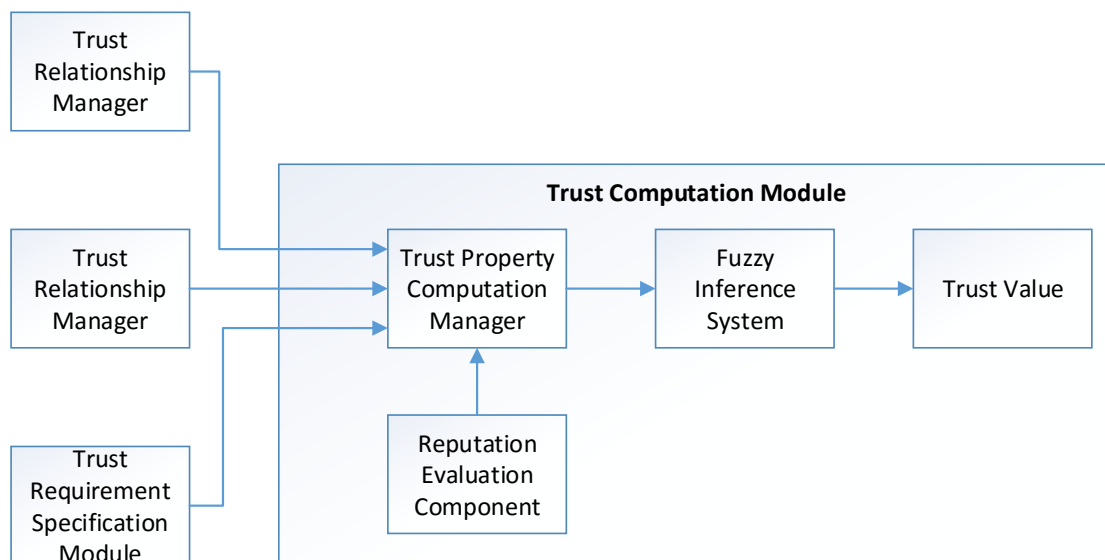 Trust
Relationship
Manager
Trust Computation Module
Trust
Relationship
Manager
Trust Property
Computation
Manager
Fuzzy
Inference
System
Trust Value
Reputation
Evaluation
Component
Trust
Requirement
Specification
Module